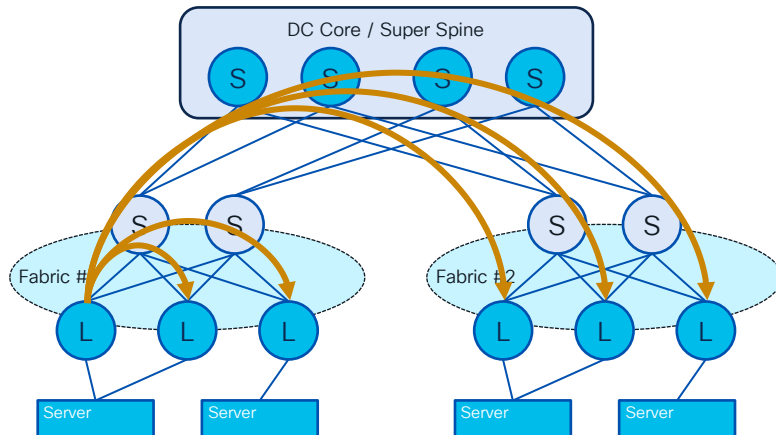 DC Core / Super Spine
S S S S
S S S S
Fabric # Fabric #2
L L L L L L
Server Server Server Server